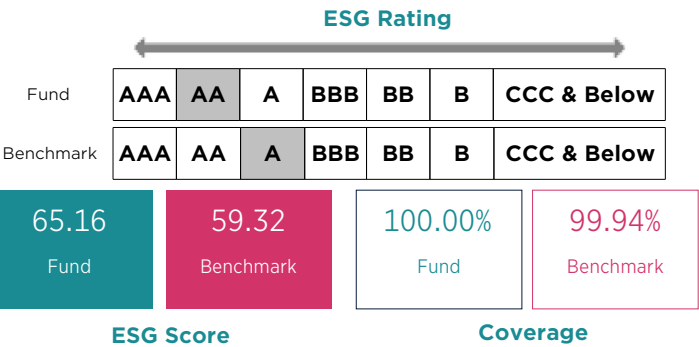 ESG Rating
Fund AAA AA A BBB BB B CCC & Below
Benchmark AAA AA A BBB BB B CCC & Below
65.16 59.32 100.00% 99.94%
Fund Benchmark Fund Benchmark
ESG Score Coverage